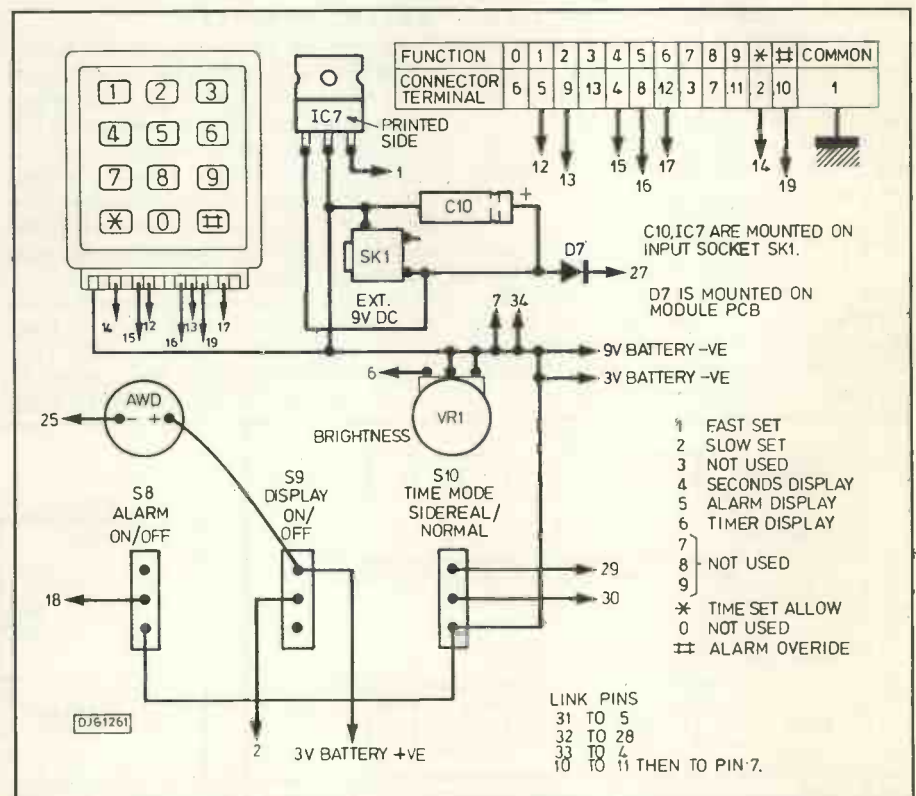 FUNCTION 0 1 2 3 4 5 6 7 8 9 * # COMMON
CONNECTOR TERMINAL 6 5 9 13 4 8 12 3 7 11 2 10 1
12 13 15 16 17 14 19
1 2 3
4 5 6
7 8 9
* 0 #
14 15 12 16 13 19 17
IC7
PRINTED
SIDE
1
C10 +
SK1
EXT.
9V DC
D7
27
C10, IC7 ARE MOUNTED ON
INPUT SOCKET SK1.
D7 IS MOUNTED ON
MODULE PCB
7 34
9V BATTERY -VE
3V BATTERY -VE
6
VR1
BRIGHTNESS
AWD
- +
25
S8
ALARM
ON/OFF
18
S9
DISPLAY
ON/
OFF
S10
TIME MODE
SIDEREAL/
NORMAL
29
30
2
3V BATTERY +VE
1 FAST SET
2 SLOW SET
3 NOT USED
4 SECONDS DISPLAY
5 ALARM DISPLAY
6 TIMER DISPLAY
7
8 NOT USED
9
* TIME SET ALLOW
0 NOT USED
# ALARM OVERRIDE
LINK PINS
31 TO 5
32 TO 28
33 TO 4
10 TO 11 THEN TO PIN 7.
DJ61261